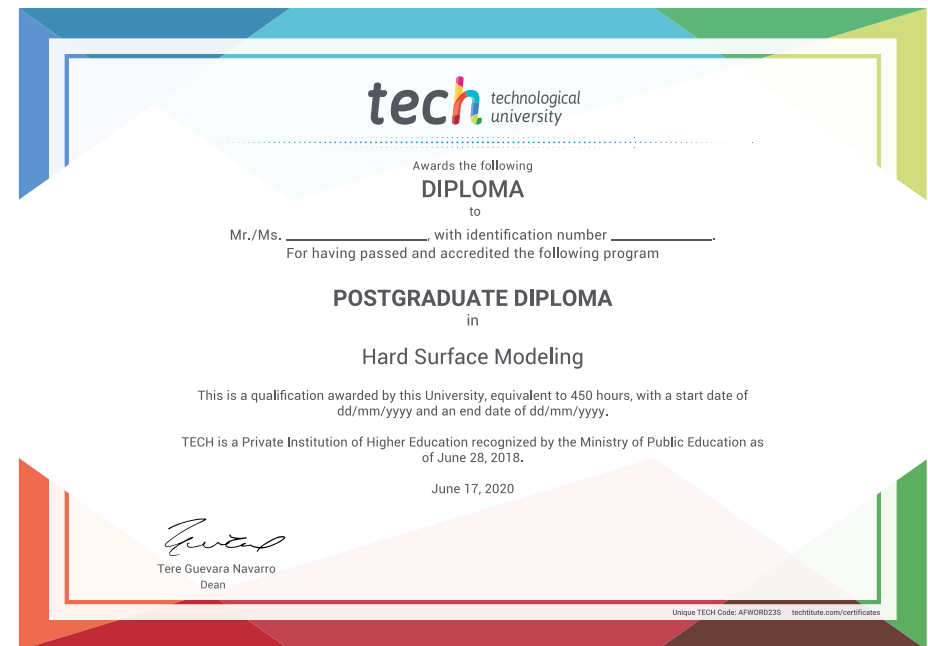 tech technological
university
Awards the following
DIPLOMA
to
Mr./Ms. ____________________, with identification number ______________.
For having passed and accredited the following program
POSTGRADUATE DIPLOMA
in
Hard Surface Modeling
This is a qualification awarded by this University, equivalent to 450 hours, with a start date of
dd/mm/yyyy and an end date of dd/mm/yyyy.
TECH is a Private Institution of Higher Education recognized by the Ministry of Public Education as
of June 28, 2018.
June 17, 2020
Tere Guevara Navarro
Dean
Unique TECH Code: AFWORD23S techtitute.com/certificates